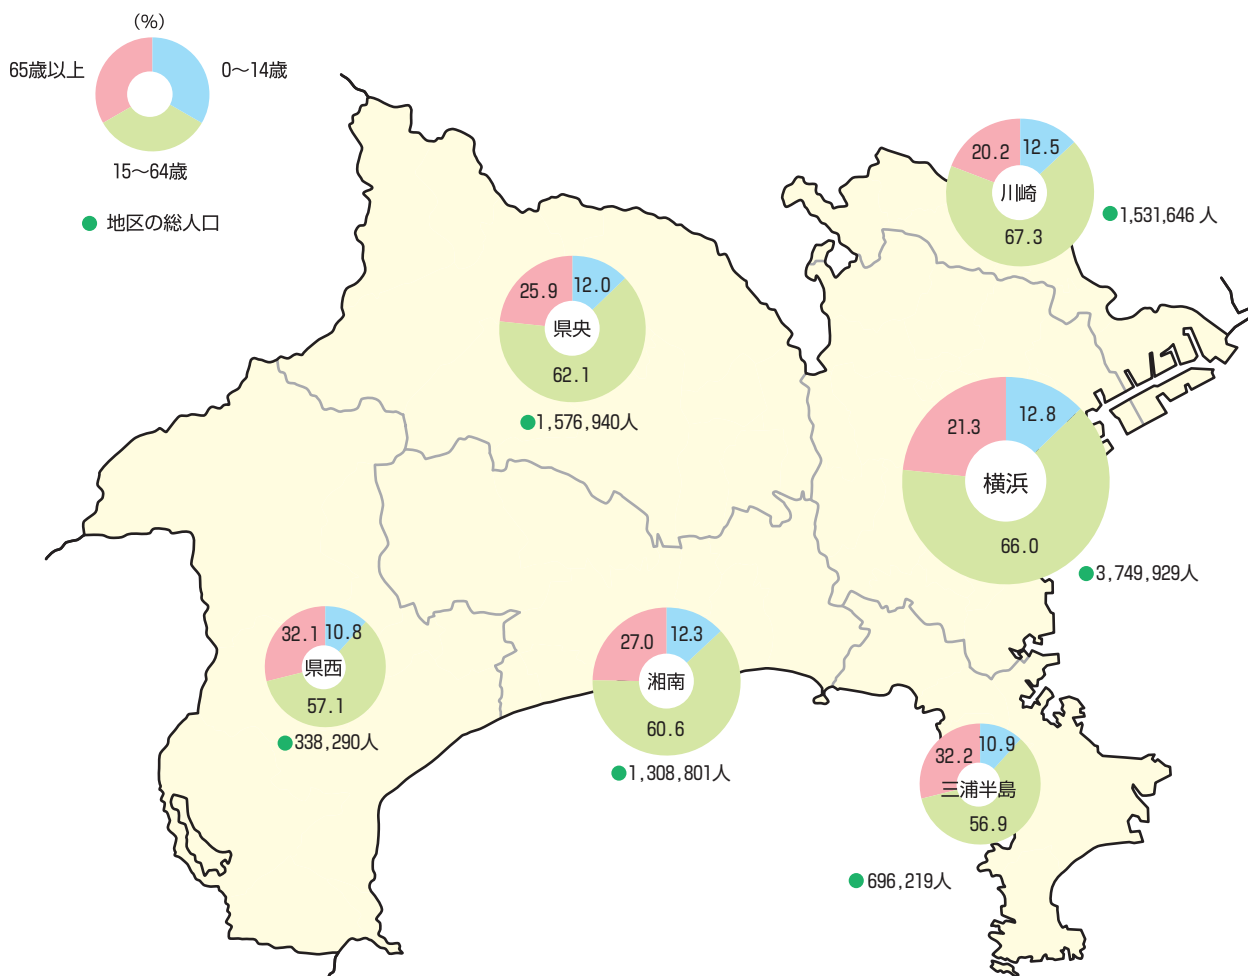 （%）
65歳以上
0〜14歳
15〜64歳
地区の総人口
20.2
12.5
川崎
67.3
1,531,646 人
25.9
12.0
県央
62.1
1,576,940人
21.3
12.8
横浜
66.0
3,749,929人
32.1
10.8
県西
57.1
338,290人
27.0
12.3
湘南
60.6
1,308,801人
32.2
10.9
三浦半島
56.9
696,219人